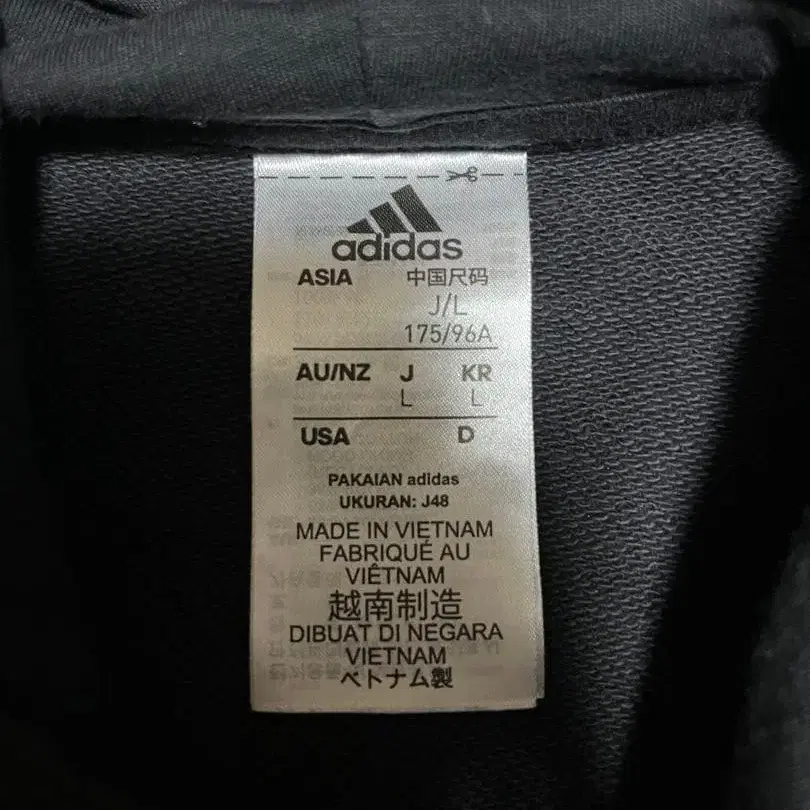 adidas
ASIA 中国尺码
J/L
175/96A
AU/NZ J KR
L L
USA D
PAKAIAN adidas
UKURAN: J48
MADE IN VIETNAM
FABRIQUÉ AU
VIÊTNAM
越南制造
DIBUAT DI NEGARA
VIETNAM
ベトナム製